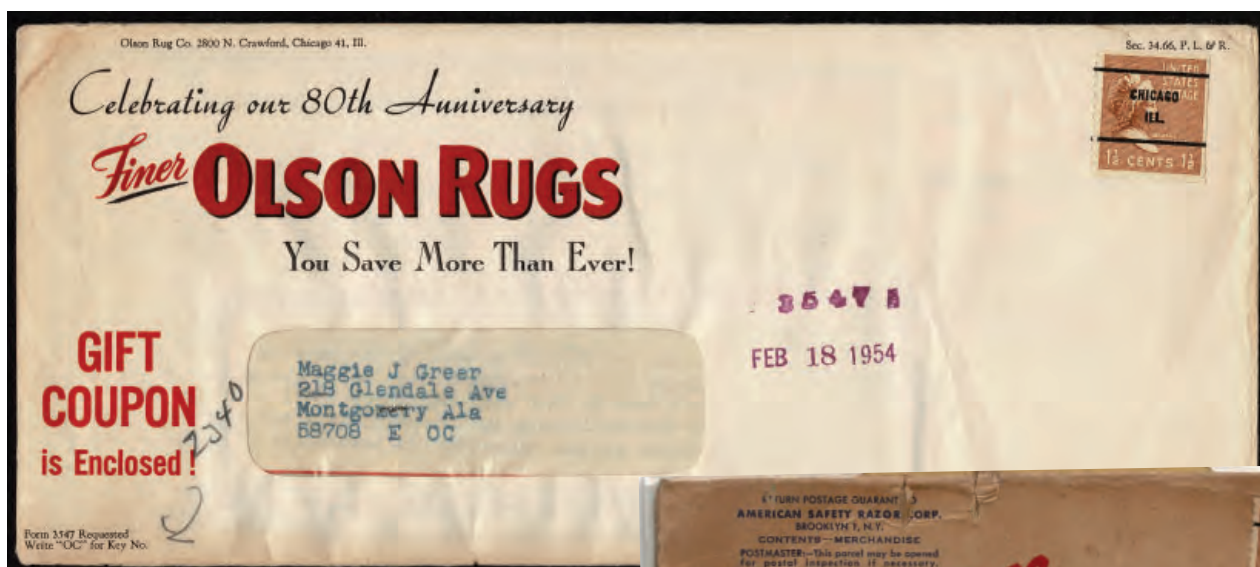 Olson Rug Co. 2800 N. Crawford, Chicago 41, Ill.
Sec. 34.66, P. L. & R.
Celebrating our 80th Anniversary
Finer OLSON RUGS
You Save More Than Ever!
UNITED
STATES
CHICAGO
ILL.
1½ CENTS 1½
3547
FEB 18 1954
GIFT
COUPON
is Enclosed!
2340
Maggie J Greer
218 Glendale Ave
Montgomery Ala
58708 E OC
Form 3547 Requested
Write "OC" for Key No.
POSTAGE
AMERICAN SAFETY RAZOR
BROOKLYN 1, N.Y.
CONTENTS—MERCHANDISE
POSTMASTER:—This parcel may be opened
for postal inspection if necessary.